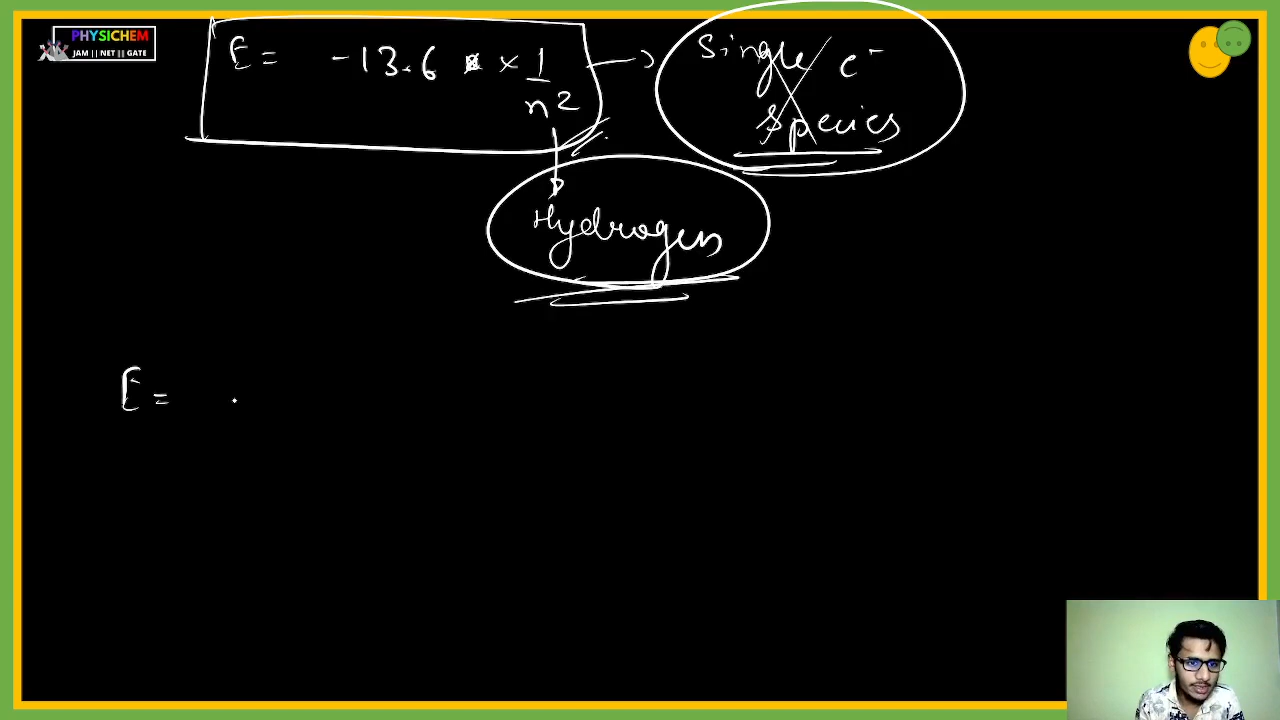 PHYSICHEM
JAM || NET || GATE
E = -13.6 × 1/n²
Single e⁻
Species
Hydrogen
E =